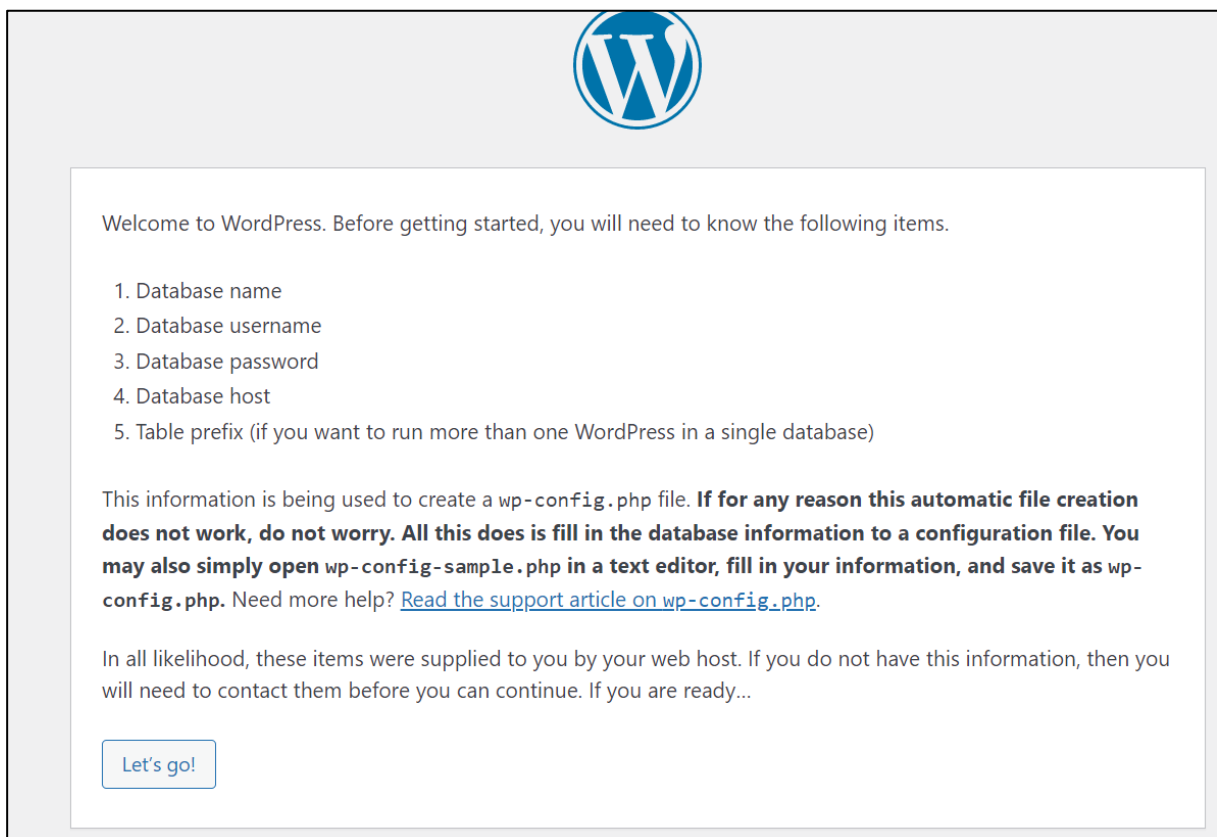 Welcome to WordPress. Before getting started, you will need to know the following items.
1. Database name
2. Database username
3. Database password
4. Database host
5. Table prefix (if you want to run more than one WordPress in a single database)
This information is being used to create a wp-config.php file. If for any reason this automatic file creation
does not work, do not worry. All this does is fill in the database information to a configuration file. You
may also simply open wp-config-sample.php in a text editor, fill in your information, and save it as wp-
config.php. Need more help? Read the support article on wp-config.php.
In all likelihood, these items were supplied to you by your web host. If you do not have this information, then you
will need to contact them before you can continue. If you are ready…
Let’s go!